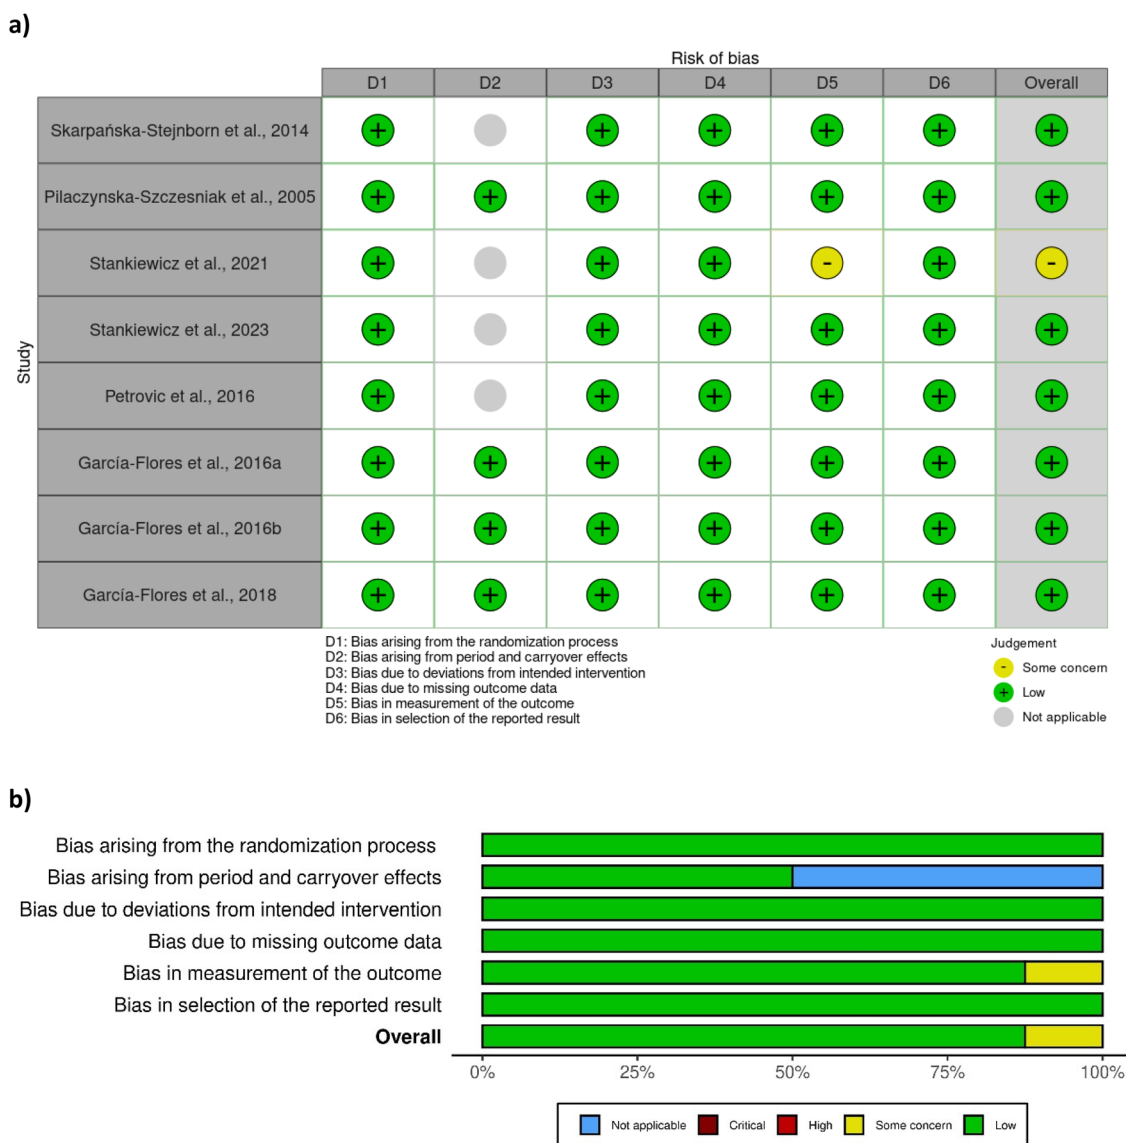 a)
Risk of bias
D1 D2 D3 D4 D5 D6 Overall
Study
Skarpańska-Stejnborn et al., 2014 + + + + + +
Pilaczynska-Szczesniak et al., 2005 + + + + + + +
Stankiewicz et al., 2021 + + + - + -
Stankiewicz et al., 2023 + + + + + +
Petrovic et al., 2016 + + + + + +
García-Flores et al., 2016a + + + + + + +
García-Flores et al., 2016b + + + + + + +
García-Flores et al., 2018 + + + + + + +
D1: Bias arising from the randomization process
D2: Bias arising from period and carryover effects
D3: Bias due to deviations from intended intervention
D4: Bias due to missing outcome data
D5: Bias in measurement of the outcome
D6: Bias in selection of the reported result
Judgement
- Some concern
+ Low
Not applicable
b)
Bias arising from the randomization process
Bias arising from period and carryover effects
Bias due to deviations from intended intervention
Bias due to missing outcome data
Bias in measurement of the outcome
Bias in selection of the reported result
Overall
0% 25% 50% 75% 100%
Not applicable Critical High Some concern Low